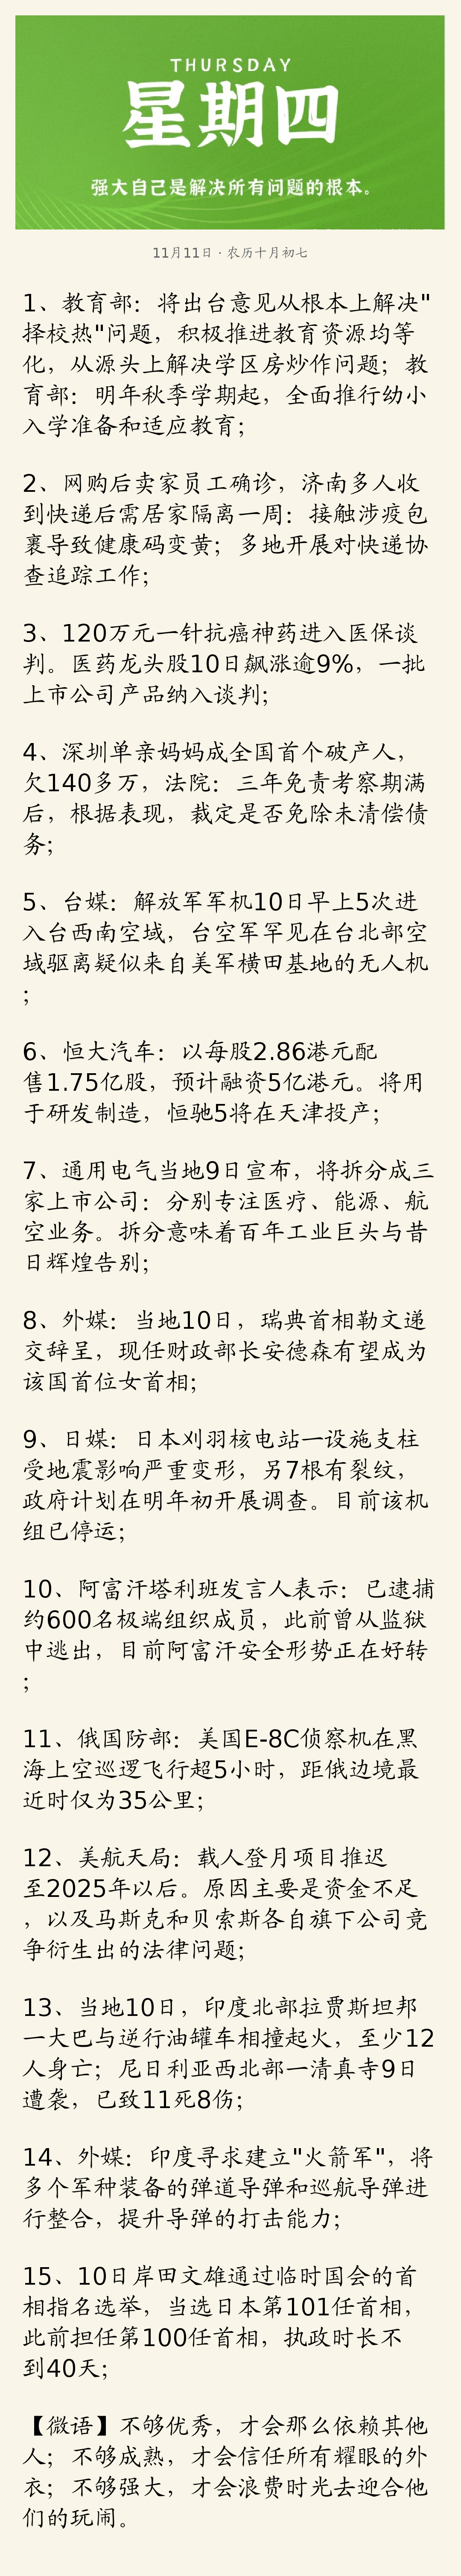 THURSDAY
星期四
强大自己是解决所有问题的根本。
11月11日 · 农历十月初七
1、教育部：将出台意见从根本上解决"
择校热"问题，积极推进教育资源均等
化，从源头上解决学区房炒作问题；教
育部：明年秋季学期起，全面推行幼小
入学准备和适应教育；
2、网购后卖家员工确诊，济南多人收
到快递后需居家隔离一周：接触涉疫包
裹导致健康码变黄；多地开展对快递协
查追踪工作；
3、120万元一针抗癌神药进入医保谈
判。医药龙头股10日飙涨逾9%，一批
上市公司产品纳入谈判；
4、深圳单亲妈妈成全国首个破产人，
欠140多万，法院：三年免责考察期满
后，根据表现，裁定是否免除未清偿债
务；
5、台媒：解放军军机10日早上5次进
入台西南空域，台空军罕见在台北部空
域驱离疑似来自美军横田基地的无人机
；
6、恒大汽车：以每股2.86港元配
售1.75亿股，预计融资5亿港元。将用
于研发制造，恒驰5将在天津投产；
7、通用电气当地9日宣布，将拆分成三
家上市公司：分别专注医疗、能源、航
空业务。拆分意味着百年工业巨头与昔
日辉煌告别；
8、外媒：当地10日，瑞典首相勒文递
交辞呈，现任财政部长安德森有望成为
该国首位女首相；
9、日媒：日本刈羽核电站一设施支柱
受地震影响严重变形，另7根有裂纹，
政府计划在明年初开展调查。目前该机
组已停运；
10、阿富汗塔利班发言人表示：已逮捕
约600名极端组织成员，此前曾从监狱
中逃出，目前阿富汗安全形势正在好转
；
11、俄国防部：美国E-8C侦察机在黑
海上空巡逻飞行超5小时，距俄边境最
近时仅为35公里；
12、美航天局：载人登月项目推迟
至2025年以后。原因主要是资金不足
，以及马斯克和贝索斯各自旗下公司竞
争衍生出的法律问题；
13、当地10日，印度北部拉贾斯坦邦
一大巴与逆行油罐车相撞起火，至少12
人身亡；尼日利亚西北部一清真寺9日
遭袭，已致11死8伤；
14、外媒：印度寻求建立"火箭军"，将
多个军种装备的弹道导弹和巡航导弹进
行整合，提升导弹的打击能力；
15、10日岸田文雄通过临时国会的首
相指名选举，当选日本第101任首相，
此前担任第100任首相，执政时长不
到40天；
【微语】不够优秀，才会那么依赖其他
人；不够成熟，才会信任所有耀眼的外
衣；不够强大，才会浪费时光去迎合他
们的玩闹。